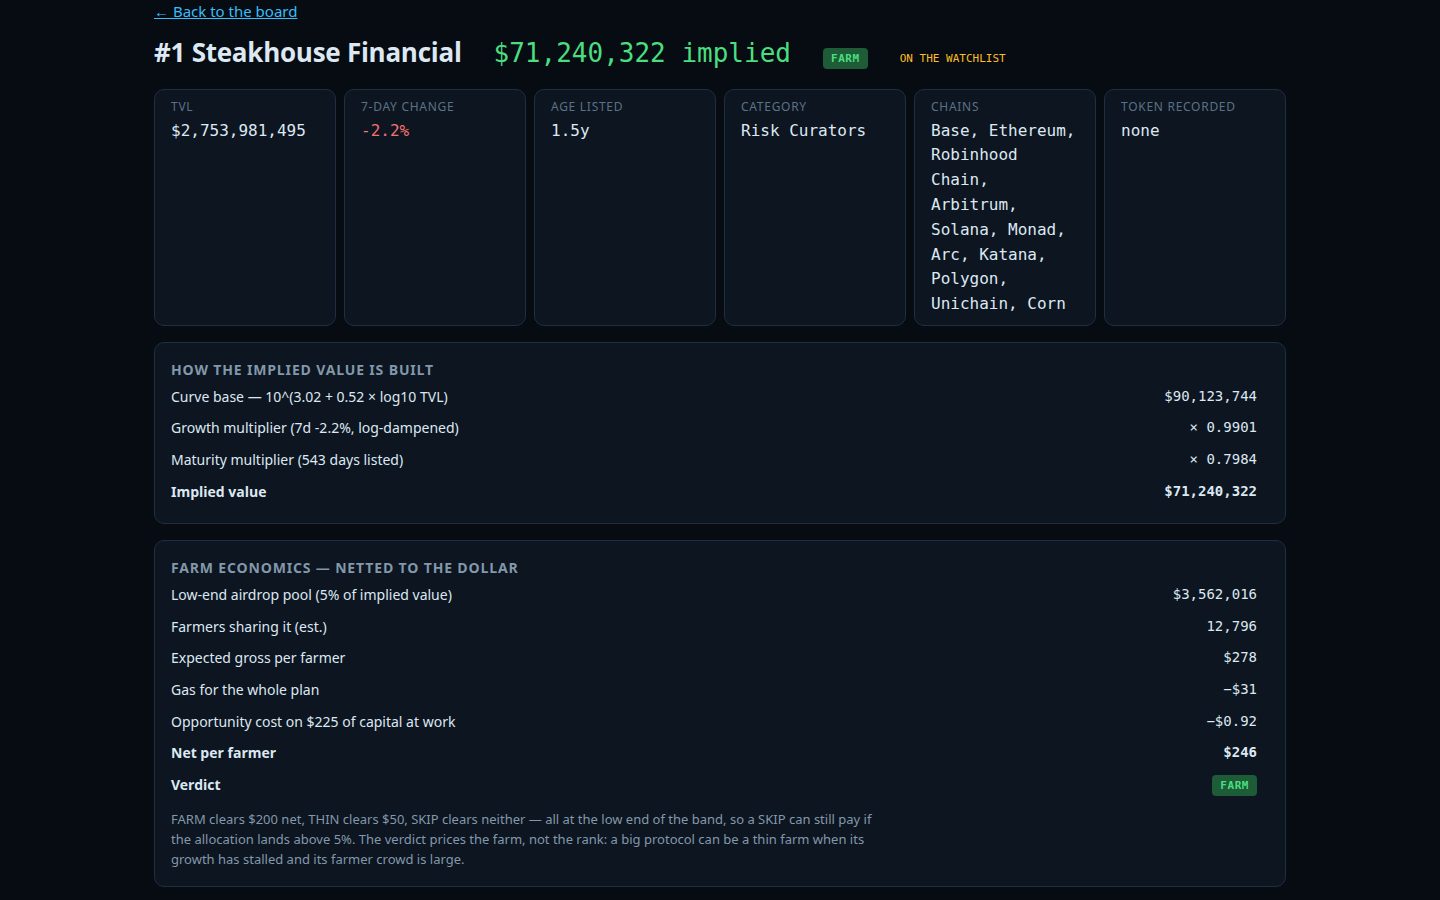 ← Back to the board
#1 Steakhouse Financial $71,240,322 implied FARM ON THE WATCHLIST
TVL
$2,753,981,495
7-DAY CHANGE
-2.2%
AGE LISTED
1.5y
CATEGORY
Risk Curators
CHAINS
Base, Ethereum,
Robinhood
Chain,
Arbitrum,
Solana, Monad,
Arc, Katana,
Polygon,
Unichain, Corn
TOKEN RECORDED
none
HOW THE IMPLIED VALUE IS BUILT
Curve base — 10^(3.02 + 0.52 × log10 TVL) $90,123,744
Growth multiplier (7d -2.2%, log-dampened) × 0.9901
Maturity multiplier (543 days listed) × 0.7984
Implied value $71,240,322
FARM ECONOMICS — NETTED TO THE DOLLAR
Low-end airdrop pool (5% of implied value) $3,562,016
Farmers sharing it (est.) 12,796
Expected gross per farmer $278
Gas for the whole plan −$31
Opportunity cost on $225 of capital at work −$0.92
Net per farmer $246
Verdict FARM
FARM clears $200 net, THIN clears $50, SKIP clears neither — all at the low end of the band, so a SKIP can still pay if
the allocation lands above 5%. The verdict prices the farm, not the rank: a big protocol can be a thin farm when its
growth has stalled and its farmer crowd is large.